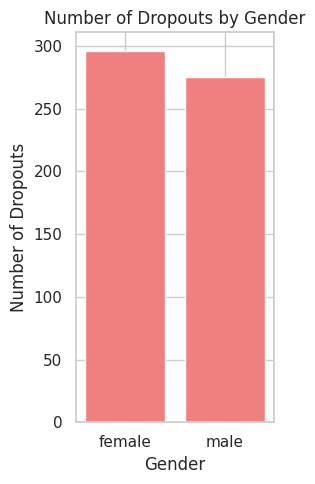 Number of Dropouts by Gender
300
250
200
150
100
50
0
Number of Dropouts
female male
Gender